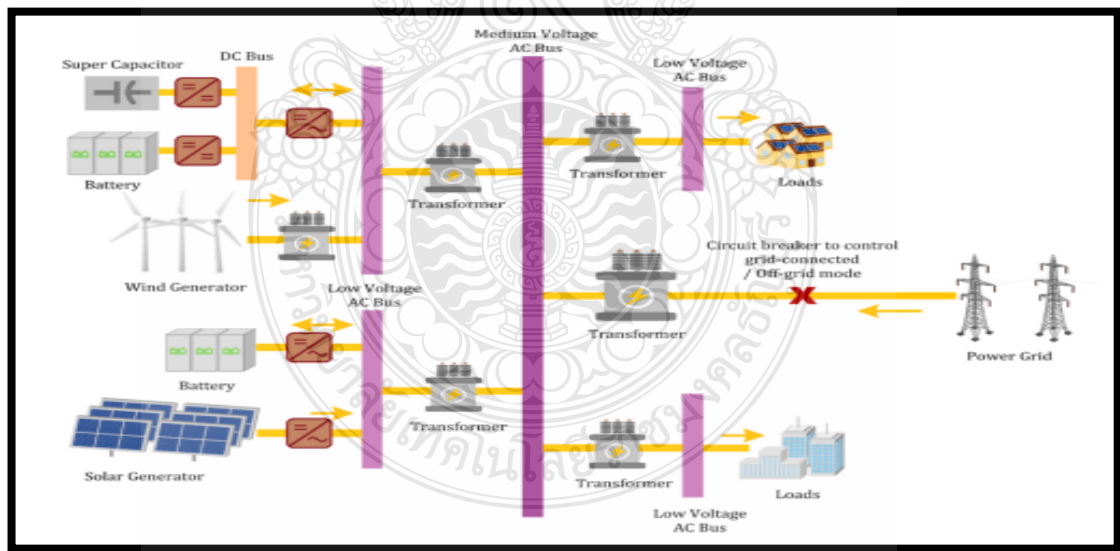 Medium Voltage
AC Bus
DC Bus
Super Capacitor
Low Voltage
AC Bus
Battery
Transformer
Transformer
Loads
Wind Generator
Low Voltage
AC Bus
Circuit breaker to control
grid-connected
/ Off-grid mode
Transformer
Power Grid
Battery
Transformer
Solar Generator
Transformer
Loads
Low Voltage
AC Bus